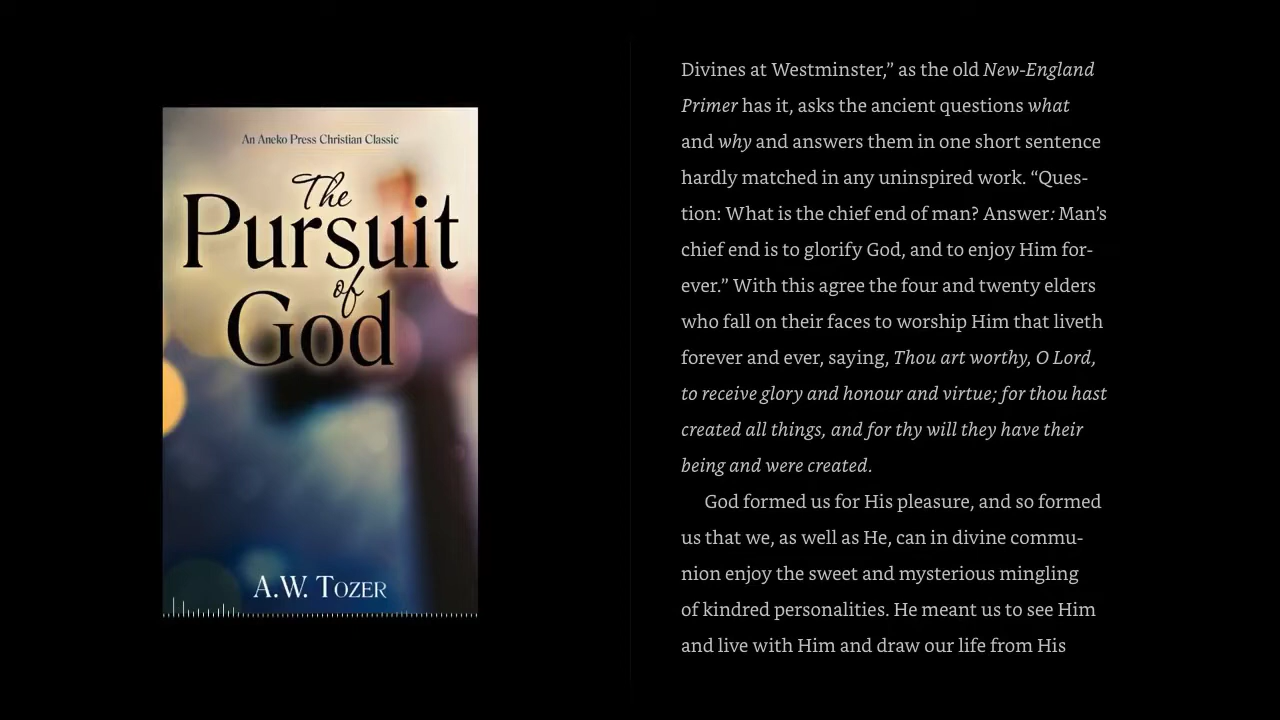 An Aneko Press Christian Classic
The
Pursuit
of
God
A.W. Tozer
Divines at Westminster,” as the old New-England
Primer has it, asks the ancient questions what
and why and answers them in one short sentence
hardly matched in any uninspired work. “Ques-
tion: What is the chief end of man? Answer: Man’s
chief end is to glorify God, and to enjoy Him for-
ever.” With this agree the four and twenty elders
who fall on their faces to worship Him that liveth
forever and ever, saying, Thou art worthy, O Lord,
to receive glory and honour and virtue; for thou hast
created all things, and for thy will they have their
being and were created.
God formed us for His pleasure, and so formed
us that we, as well as He, can in divine commu-
nion enjoy the sweet and mysterious mingling
of kindred personalities. He meant us to see Him
and live with Him and draw our life from His